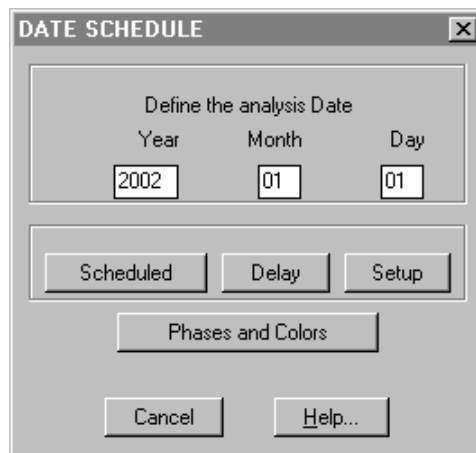 DATE SCHEDULE
Define the analysis Date
Year Month Day
2002 01 01
Scheduled Delay Setup
Phases and Colors
Cancel Help...